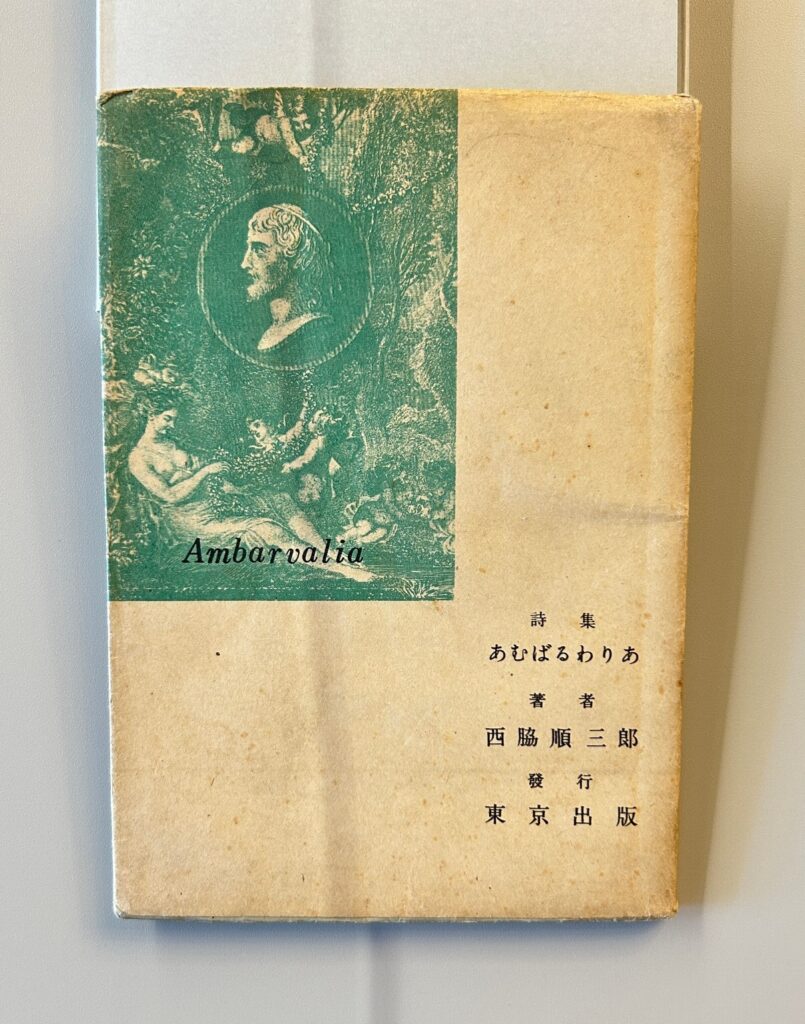 Ambarvalia
詩集
あむばるわりあ
著者
西脇順三郎
發行
東京出版